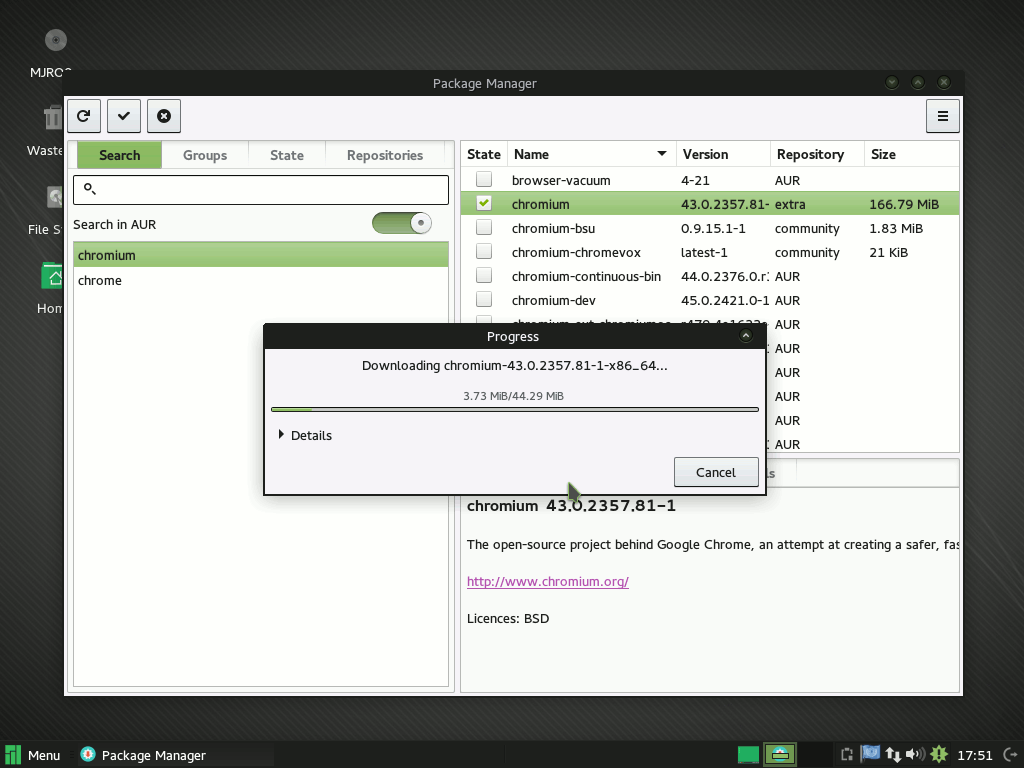 MJRO
Package Manager
Waste
File S
Hom
Search
Groups
State
Repositories
Search in AUR
chromium
chrome
State Name Version Repository Size
browser-vacuum 4-21 AUR
chromium 43.0.2357.81- extra 166.79 MiB
chromium-bsu 0.9.15.1-1 community 1.83 MiB
chromium-chromevox latest-1 community 21 KiB
chromium-continuous-bin 44.0.2376.0.r: AUR
chromium-dev 45.0.2421.0-1 AUR
AUR
AUR
AUR
AUR
AUR
AUR
Progress
Downloading chromium-43.0.2357.81-1-x86_64...
3.73 MiB/44.29 MiB
Details
Cancel
ls
chromium 43.0.2357.81-1
The open-source project behind Google Chrome, an attempt at creating a safer, fas
http://www.chromium.org/
Licences: BSD
Menu
Package Manager
17:51